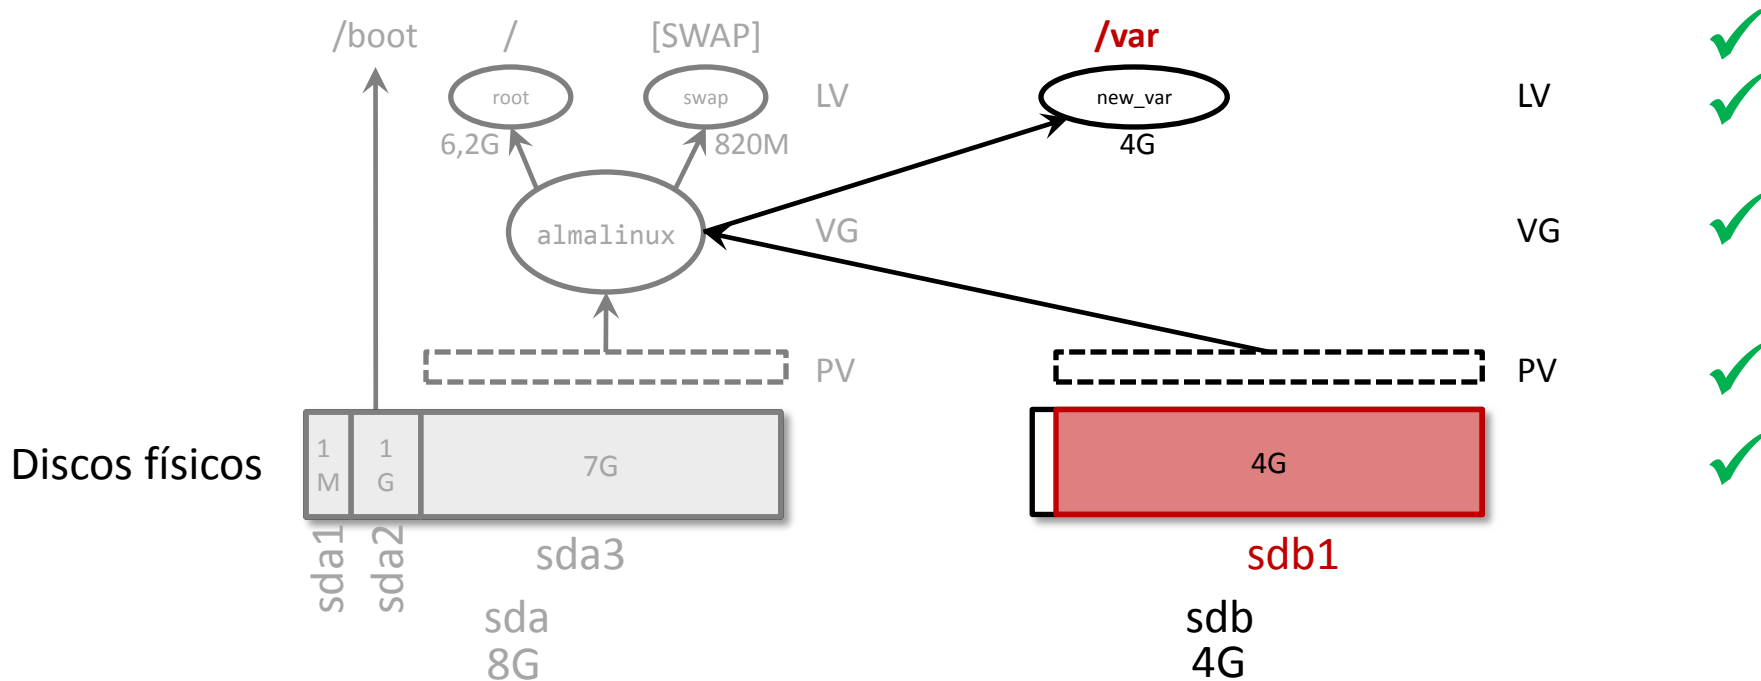 /boot / [SWAP] /var
root swap LV new_var LV
6,2G 820M 4G
almalinux VG VG
PV PV
Discos físicos
1
M
1
G
7G 4G
sda1 sda2 sda3 sdb1
sda sdb
8G 4G